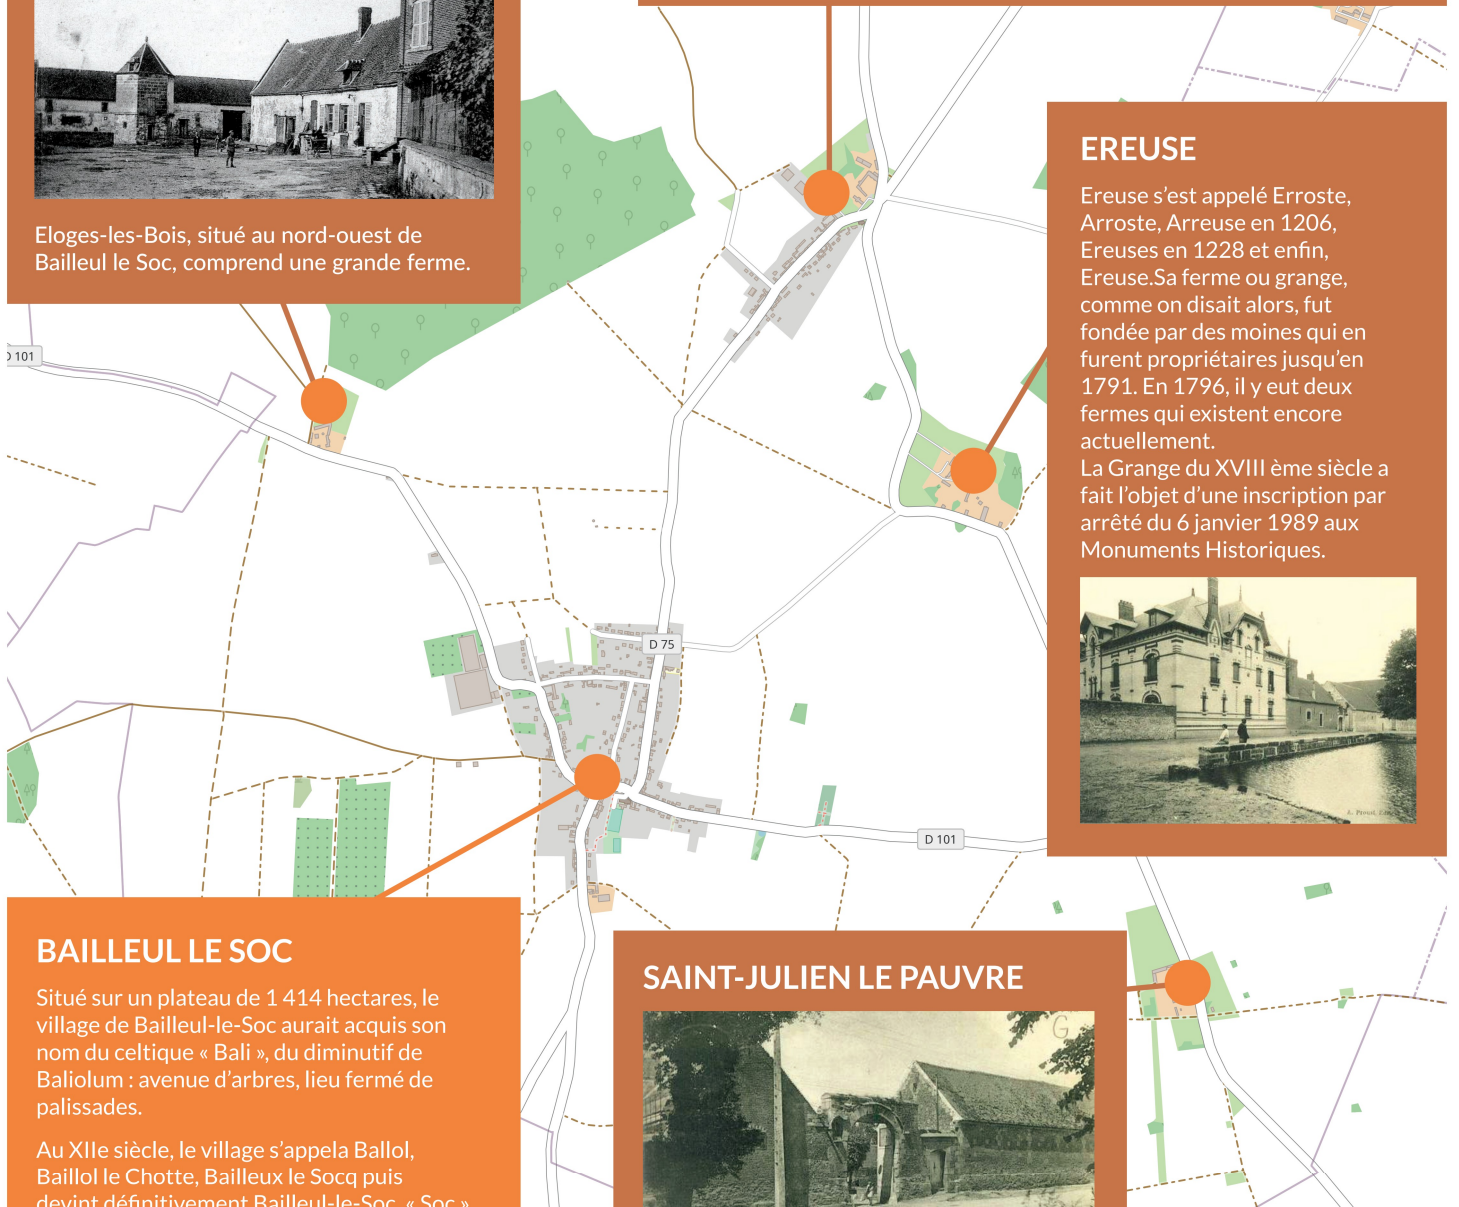 Eloges-les-Bois, situé au nord-ouest de
Bailleul le Soc, comprend une grande ferme.
D 101
EREUSE
Ereuse s’est appelé Erroste,
Arroste, Arreuse en 1206,
Ereuses en 1228 et enfin,
Ereuse.Sa ferme ou grange,
comme on disait alors, fut
fondée par des moines qui en
furent propriétaires jusqu’en
1791. En 1796, il y eut deux
fermes qui existent encore
actuellement.
La Grange du XVIII ème siècle a
fait l’objet d’une inscription par
arrêté du 6 janvier 1989 aux
Monuments Historiques.
D 75
D 101
BAILLEUL LE SOC
Situé sur un plateau de 1 414 hectares, le
village de Bailleul-le-Soc aurait acquis son
nom du celtique « Bali », du diminutif de
Baliolum : avenue d’arbres, lieu fermé de
palissades.
Au XIIe siècle, le village s’appela Ballol,
Baillol le Chotte, Bailleux le Socq puis
devint définitivement Bailleul-le-Soc. « Soc »
SAINT-JULIEN LE PAUVRE
G